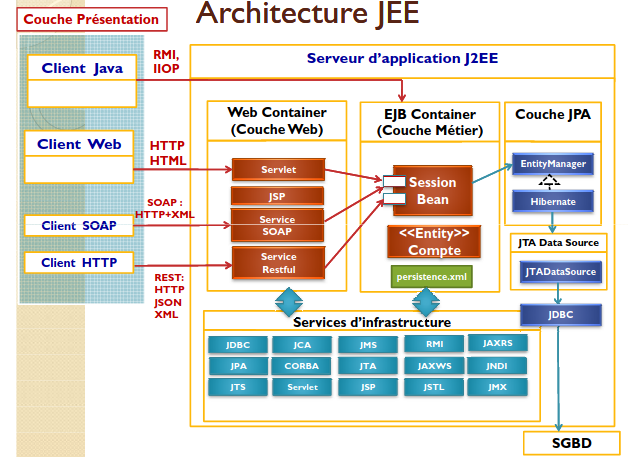 Architecture JEE
Couche Présentation
Client Java
Client Web
Client SOAP
Client HTTP
RMI,
IIOP
HTTP
HTML
SOAP :
HTTP+XML
REST:
HTTP
JSON
XML
Serveur d'application J2EE
Web Container
(Couche Web)
Servlet
JSP
Service
SOAP
Service
Restful
EJB Container
(Couche Métier)
Session
Bean
<<Entity>>
Compte
persistence.xml
Couche JPA
EntityManager
Hibernate
JTA Data Source
JTADataSource
JDBC
Services d'infrastructure
JDBC JCA JMS RMI JAXRS
JPA CORBA JTA JAXWS JNDI
JTS Servlet JSP JSTL JMX
SGBD